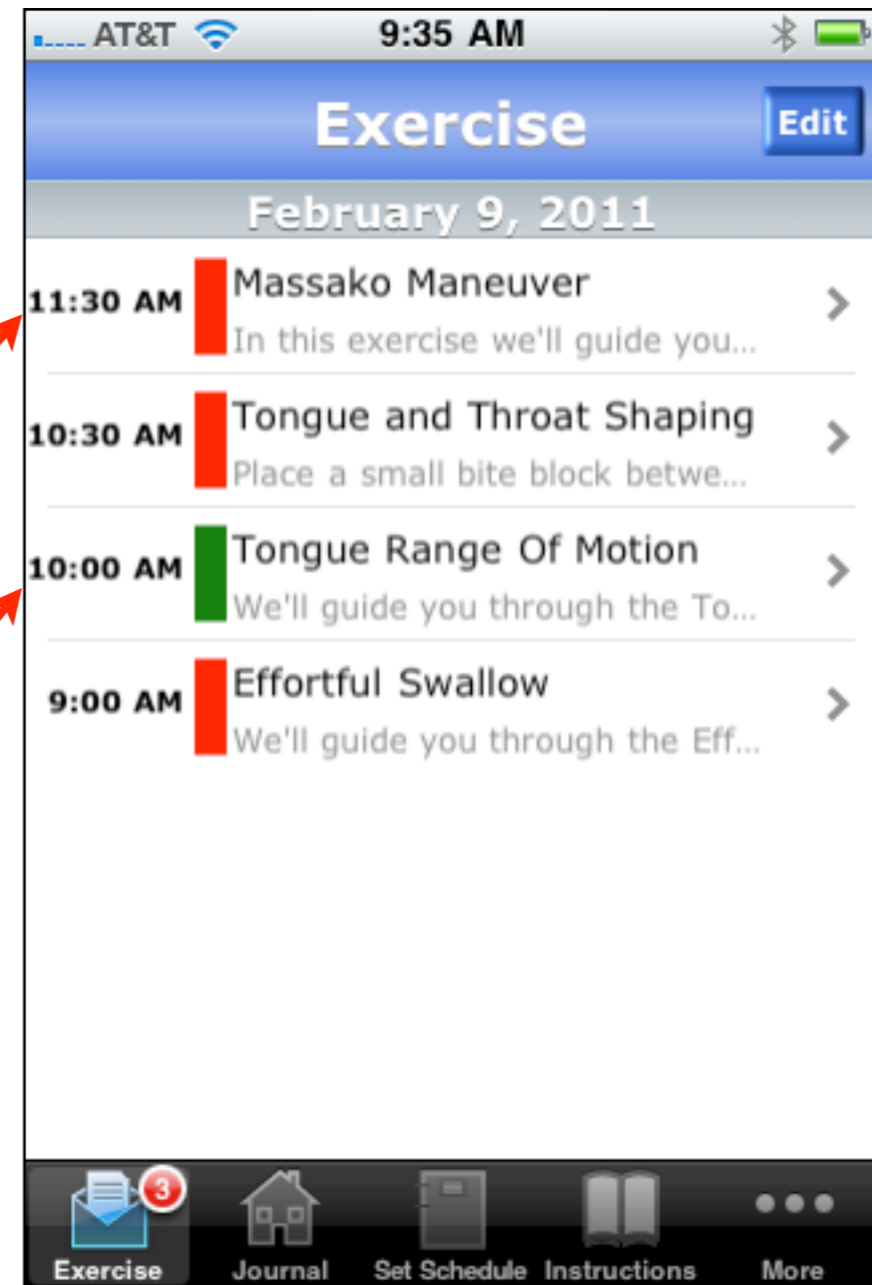 AT&T 9:35 AM
Exercise Edit
February 9, 2011
11:30 AM Massako Maneuver
In this exercise we'll guide you...
10:30 AM Tongue and Throat Shaping
Place a small bite block betwe...
10:00 AM Tongue Range Of Motion
We'll guide you through the To...
9:00 AM Effortful Swallow
We'll guide you through the Eff...
3
Exercise Journal Set Schedule Instructions More